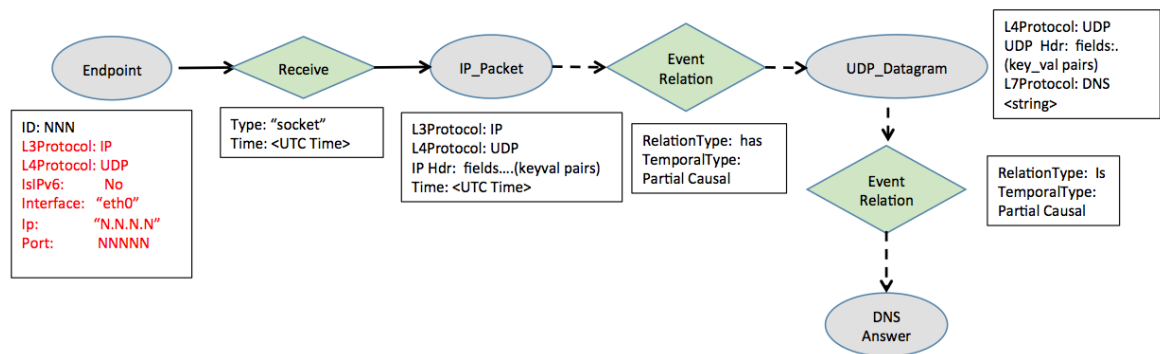 Endpoint
Receive
IP_Packet
Event
Relation
UDP_Datagram
L4Protocol: UDP
UDP Hdr: fields:.
(key_val pairs)
L7Protocol: DNS
<string>
ID: NNN
L3Protocol: IP
L4Protocol: UDP
IsIPv6: No
Interface: “eth0”
Ip: “N.N.N.N”
Port: NNNNN
Type: “socket”
Time: <UTC Time>
L3Protocol: IP
L4Protocol: UDP
IP Hdr: fields....(keyval pairs)
Time: <UTC Time>
RelationType: has
TemporalType:
Partial Causal
Event
Relation
RelationType: Is
TemporalType:
Partial Causal
DNS
Answer